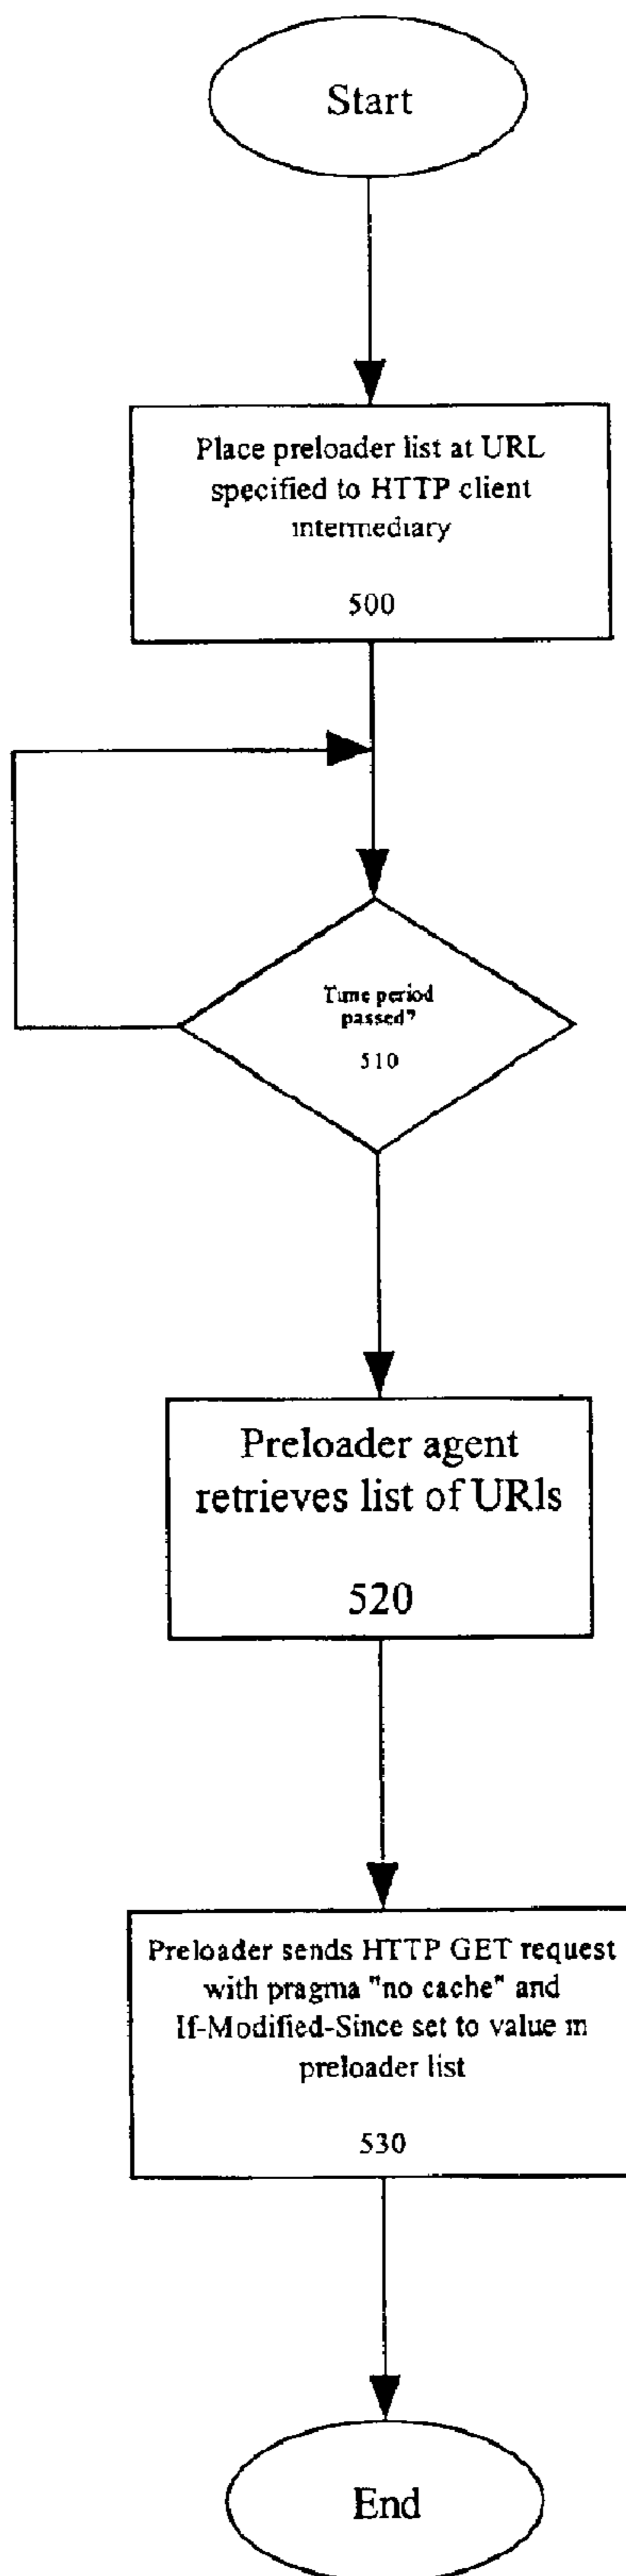 Start
Place preloader list at URL
specified to HTTP client
intermediary
500
Time period
passed?
510
Preloader agent
retrieves list of URls
520
Preloader sends HTTP GET request
with pragma "no cache" and
If-Modified-Since set to value in
preloader list
530
End